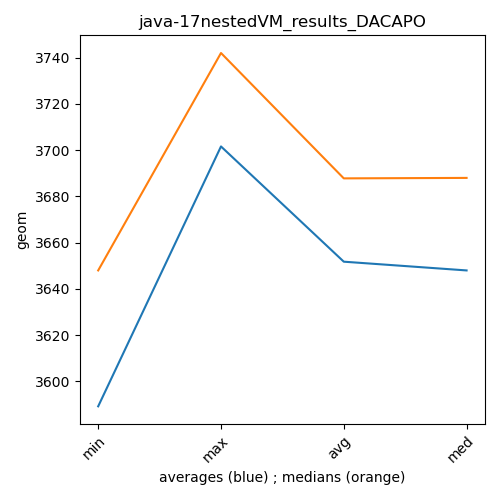 java-17nestedVM_results_DACAPO
geom
3740
3720
3700
3680
3660
3640
3620
3600
min
max
avg
med
averages (blue) ; medians (orange)